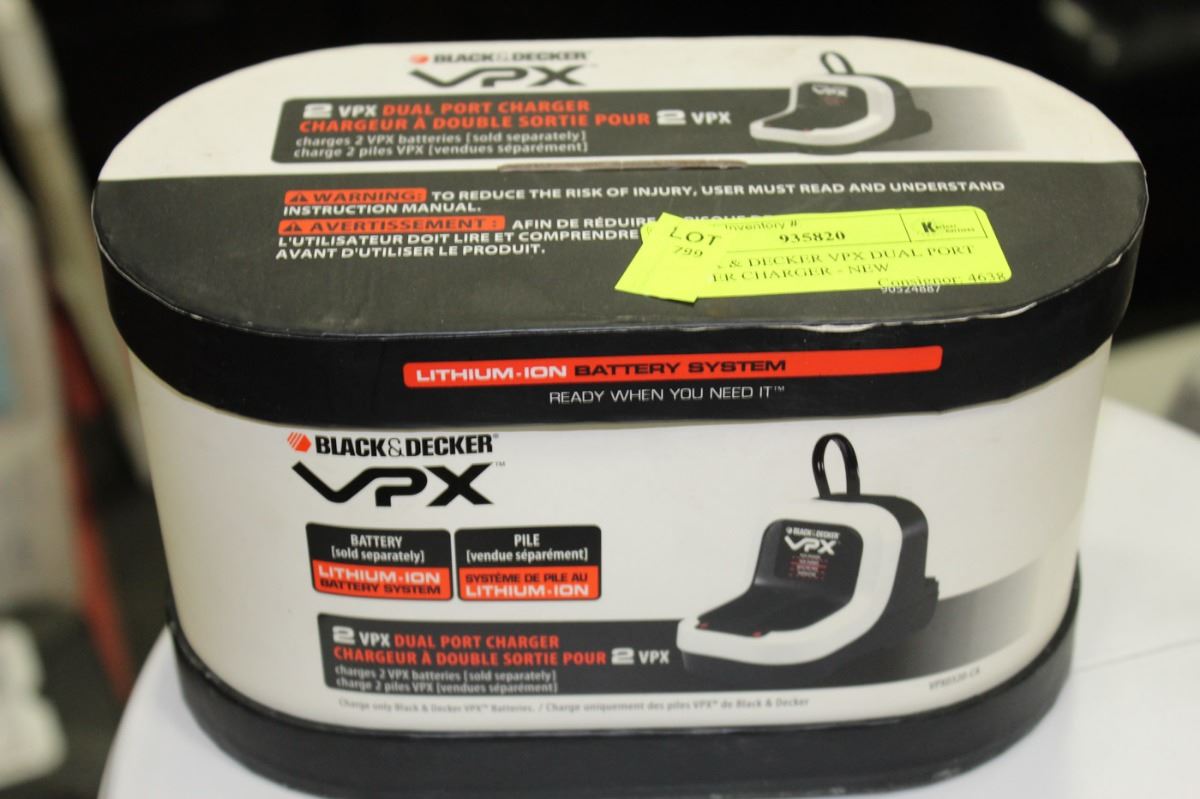 BLACK & DECKER
VPX
2 VPX DUAL PORT CHARGER
CHARGEUR À DOUBLE SORTIE POUR 2 VPX
charges 2 VPX batteries [sold separately]
charge 2 piles VPX [vendues séparément]
VPX
WARNING: TO REDUCE THE RISK OF INJURY, USER MUST READ AND UNDERSTAND
INSTRUCTION MANUAL.
AVERTISSEMENT : AFIN DE RÉDUIRE
L'UTILISATEUR DOIT LIRE ET COMPRENDRE
AVANT D'UTILISER LE PRODUIT.
LOT
799
Inventory #
935820
& DECKER VPX DUAL PORT
ER CHARGER - NEW
Consignor: 4638
90524887
LITHIUM-ION BATTERY SYSTEM
READY WHEN YOU NEED IT™
BLACK&DECKER®
VPX™
BATTERY
[sold separately]
LITHIUM-ION
BATTERY SYSTEM
PILE
[vendue séparément]
SYSTÈME DE PILE AU
LITHIUM-ION
BLACK&DECKER
VPX
2 VPX DUAL PORT CHARGER
CHARGEUR À DOUBLE SORTIE POUR 2 VPX
charges 2 VPX batteries [sold separately]
charge 2 piles VPX [vendues séparément]
Charge only Black & Decker VPX™ Batteries. / Charge uniquement des piles VPX® de Black & Decker